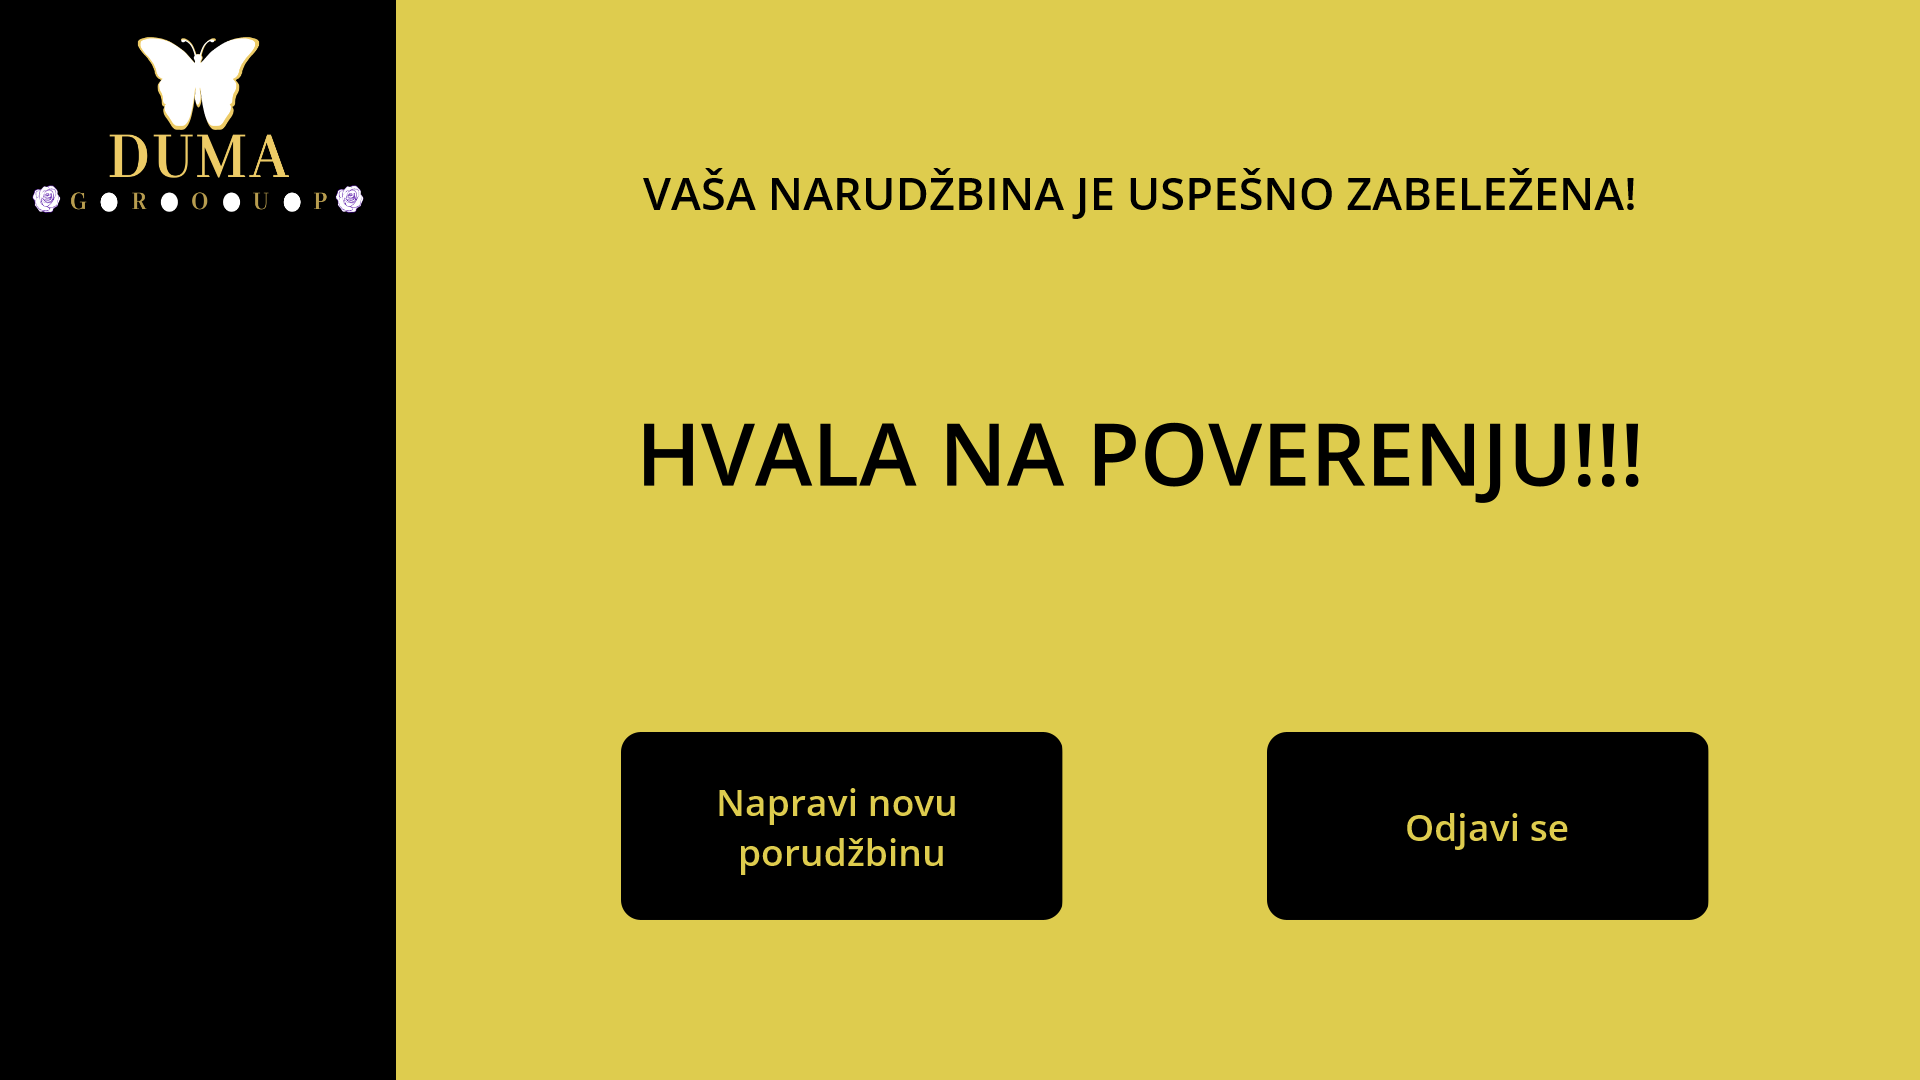 DUMA
G R O U P
VAŠA NARUDŽBINA JE USPEŠNO ZABELEŽENA!
HVALA NA POVERENJU!!!
Napravi novu
porudžbinu
Odjavi se